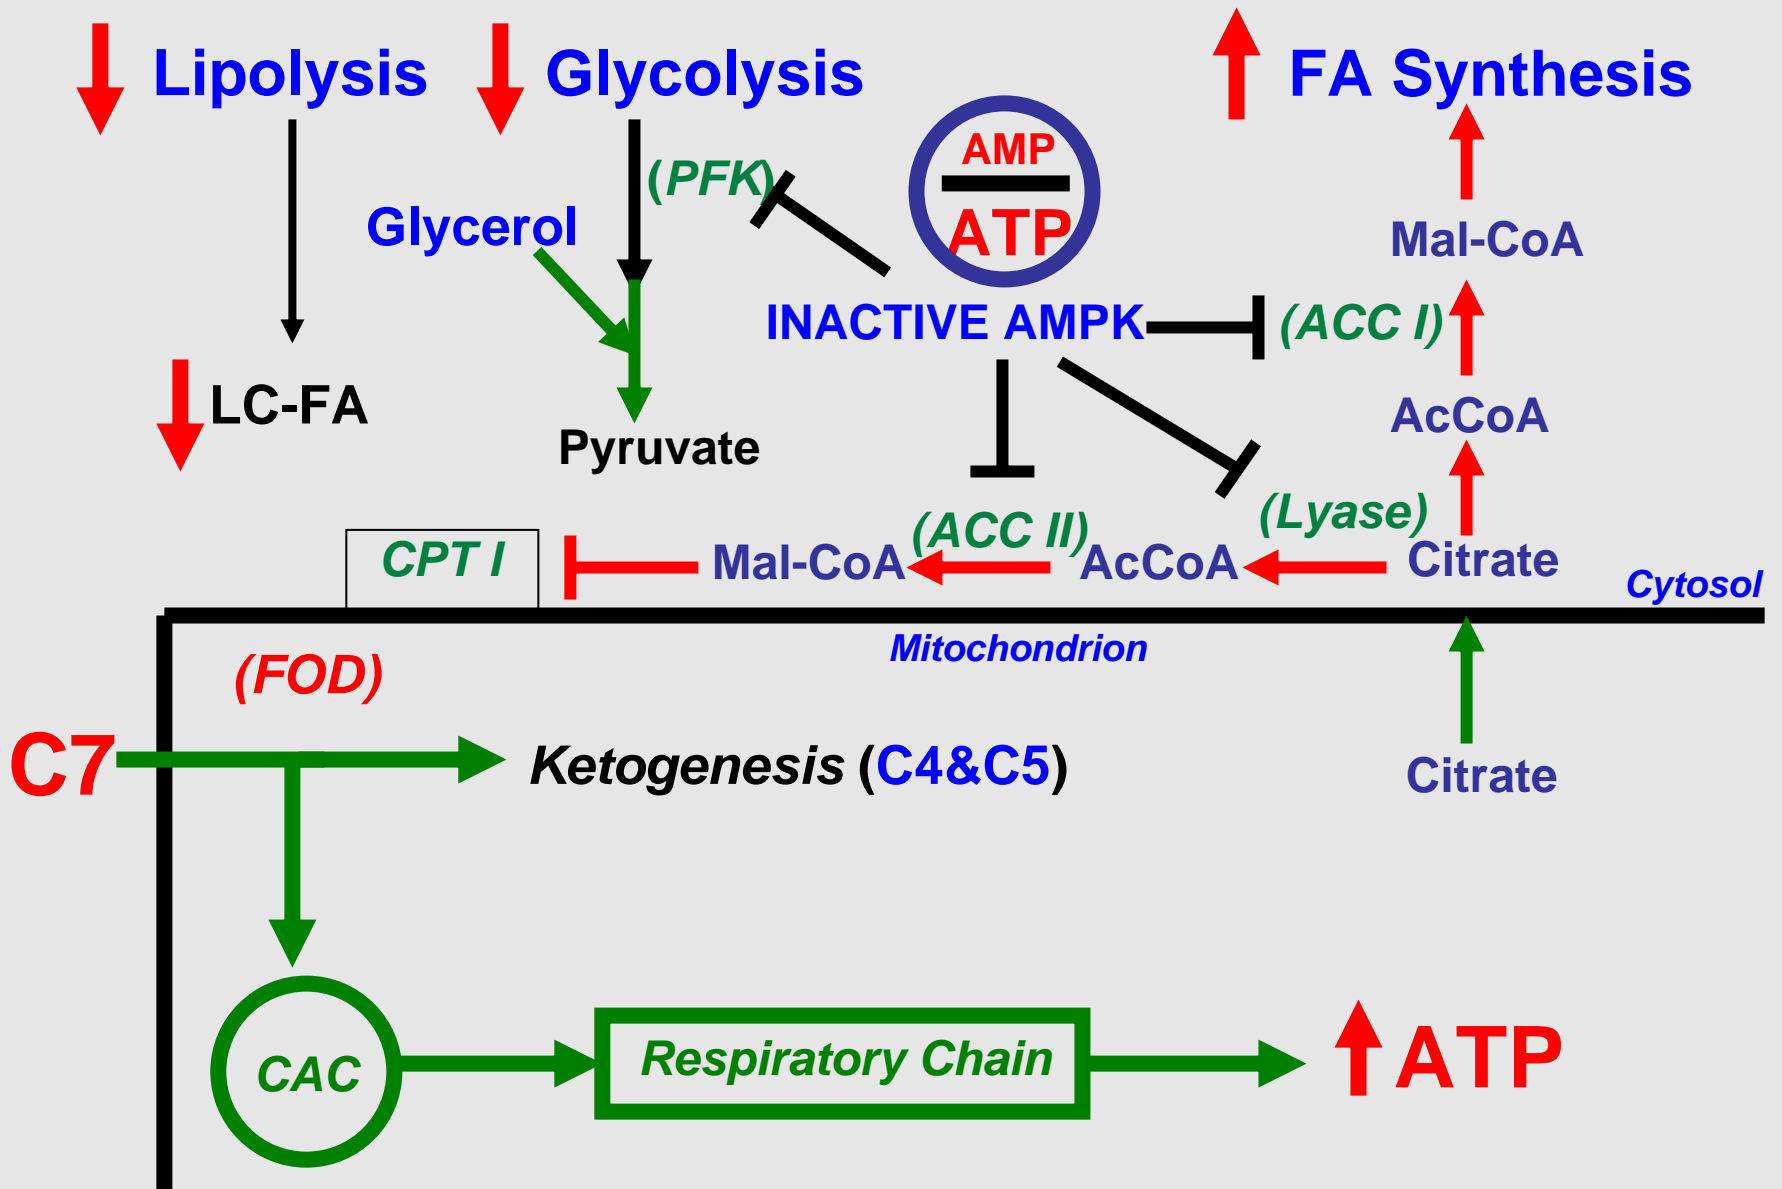 Lipolysis
Glycolysis
FA Synthesis
AMP
ATP
(PFK)
Glycerol
Mal-CoA
INACTIVE AMPK
(ACC I)
LC-FA
AcCoA
Pyruvate
(Lyase)
(ACC II)
CPT I
Mal-CoA
AcCoA
Citrate
Cytosol
Mitochondrion
(FOD)
C7
Ketogenesis (C4&C5)
Citrate
CAC
Respiratory Chain
ATP